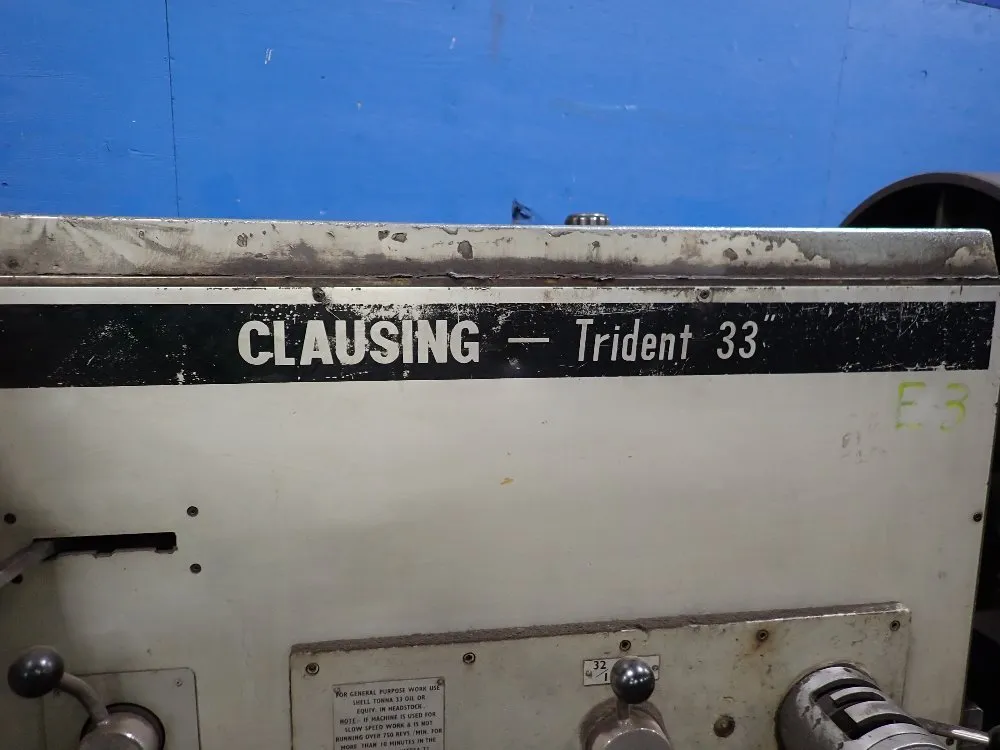 CLAUSING — Trident 33"
E3
32
FOR GENERAL PURPOSE WORK USE
SHELL TONNA 33 OIL OR
EQUIV. IN HEADSTOCK.
NOTE:- IF MACHINE IS USED FOR
SLOW SPEED WORK & IS NOT
RUNNING OVER 750 REVS /MIN. FOR
MORE THAN 10 MINUTES IN THE